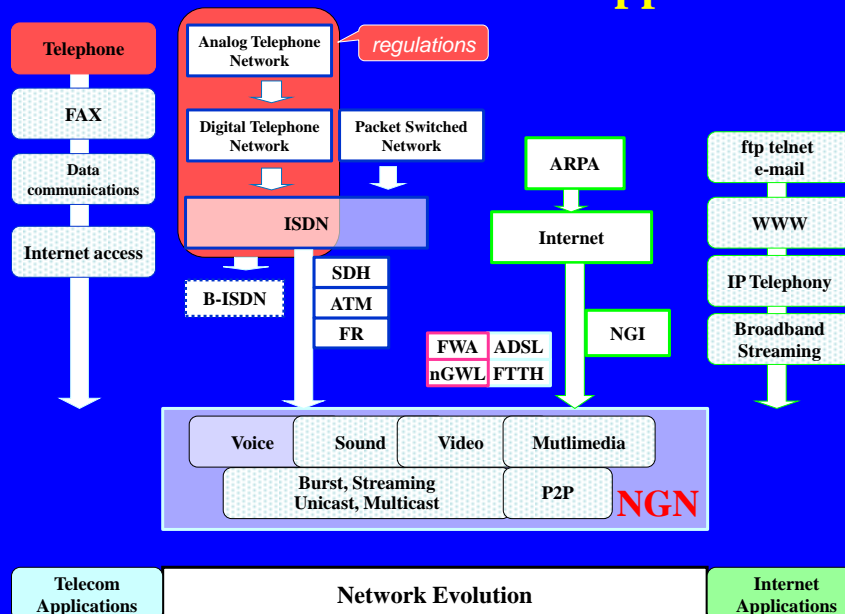 Telephone
FAX
Data
communications
Internet access
Analog Telephone
Network
regulations
Digital Telephone
Network
Packet Switched
Network
ISDN
B-ISDN
SDH
ATM
FR
ARPA
Internet
NGI
FWA ADSL
nGWL FTTH
ftp telnet
e-mail
WWW
IP Telephony
Broadband
Streaming
Voice
Sound
Video
Mutlimedia
Burst, Streaming
Unicast, Multicast
P2P
NGN
Telecom
Applications
Network Evolution
Internet
Applications